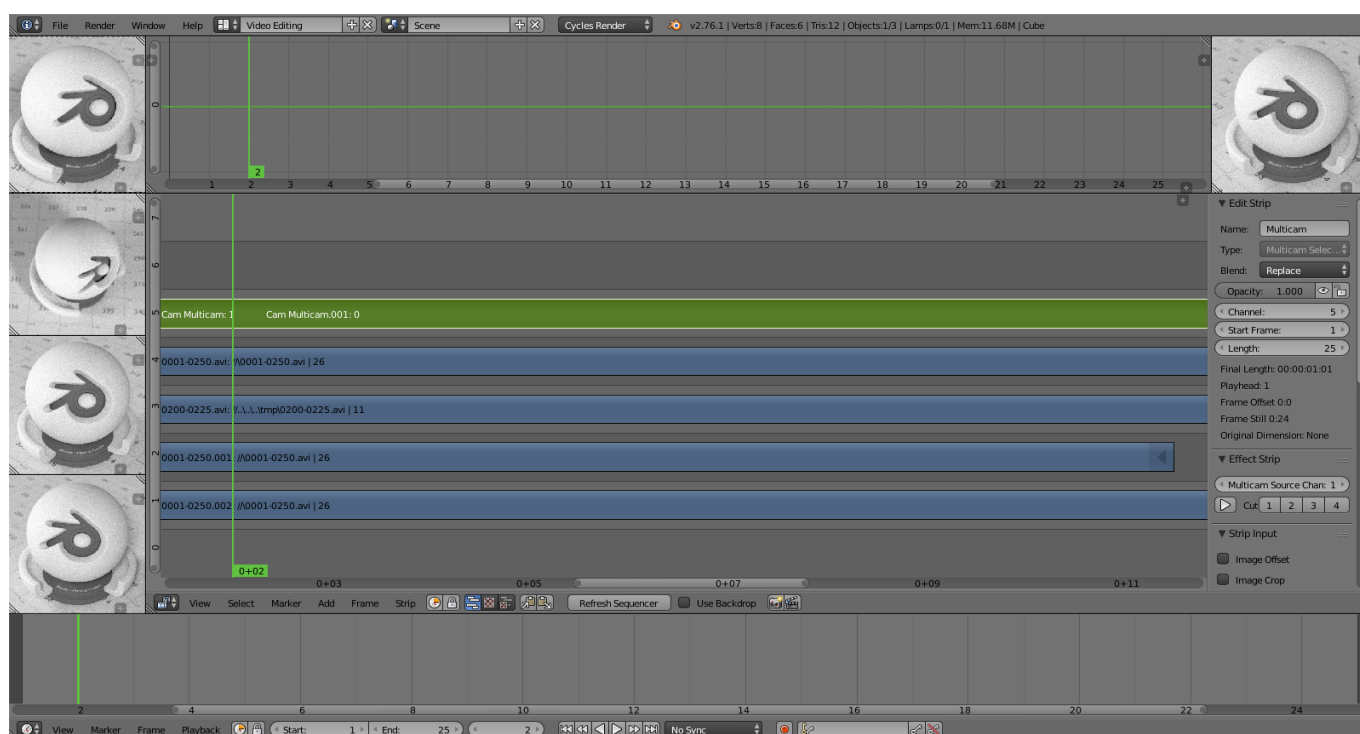 File Render Window Help Video Editing Scene Cycles Render v2.76.1 | Verts:8 | Faces:6 | Tris:12 | Objects:1/3 | Lamps:0/1 | Mem:11.68M | Cube
0
2
1 2 3 4 5 6 7 8 9 10 11 12 13 14 15 16 17 18 19 20 21 22 23 24 25
7
6
5 Cam Multicam: 1 Cam Multicam.001: 0
4 0001-0250.avi: //0001-0250.avi | 26
3 0200-0225.avi: //..\..\..\tmp\0200-0225.avi | 11
2 0001-0250.001: //\0001-0250.avi | 26
1 0001-0250.002: //\0001-0250.avi | 26
0
0+02
0+03 0+05 0+07 0+09 0+11
View Select Marker Add Frame Strip Refresh Sequencer Use Backdrop
Edit Strip
Name: Multicam
Type: Multicam Selec...
Blend: Replace
Opacity: 1.000
Channel: 5
Start Frame: 1
Length: 25
Final Length: 00:00:01:01
Playhead: 1
Frame Offset 0:0
Frame Still 0:24
Original Dimension: None
Effect Strip
Multicam Source Chan: 1
Cut 1 2 3 4
Strip Input
Image Offset
Image Crop
2 4 6 8 10 12 14 16 18 20 22 24
View Marker Frame Playback Start: 1 End: 25 2 No Sync